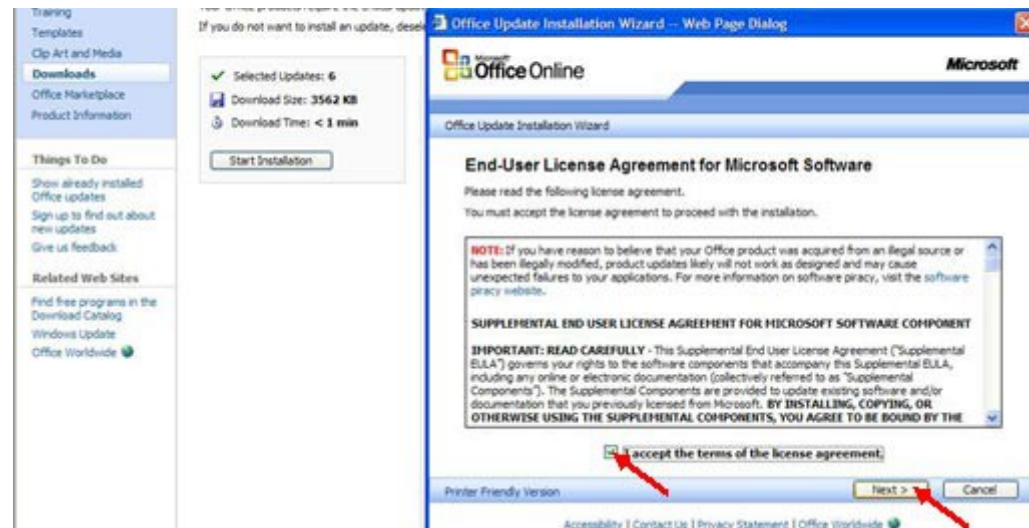 Training
Templates
Clip Art and Media
Downloads
Office Marketplace
Product Information
Things To Do
Show already installed
Office updates
Sign up to find out about
new updates
Give us feedback
Related Web Sites
Find free programs in the
Download Catalog
Windows Update
Office Worldwide
If you do not want to install an update, desele
Selected Updates: 6
Download Size: 3562 KB
Download Time: < 1 min
Start Installation
Office Update Installation Wizard -- Web Page Dialog
Microsoft
Office Online
Microsoft
Office Update Installation Wizard
End-User License Agreement for Microsoft Software
Please read the following license agreement.
You must accept the license agreement to proceed with the installation.
NOTE: If you have reason to believe that your Office product was acquired from an illegal source or
has been illegally modified, product updates likely will not work as designed and may cause
unexpected failures to your applications. For more information on software piracy, visit the software
piracy website.
SUPPLEMENTAL END USER LICENSE AGREEMENT FOR MICROSOFT SOFTWARE COMPONENT
IMPORTANT: READ CAREFULLY - This Supplemental End User License Agreement ("Supplemental
EULA") governs your rights to the software components that accompany this Supplemental EULA,
including any online or electronic documentation (collectively referred to as "Supplemental
Components"). The Supplemental Components are provided to update existing software and/or
documentation that you previously licensed from Microsoft. BY INSTALLING, COPYING, OR
OTHERWISE USING THE SUPPLEMENTAL COMPONENTS, YOU AGREE TO BE BOUND BY THE
I accept the terms of the license agreement.
Printer Friendly Version
Next >
Cancel
Accessibility | Contact Us | Privacy Statement | Office Worldwide